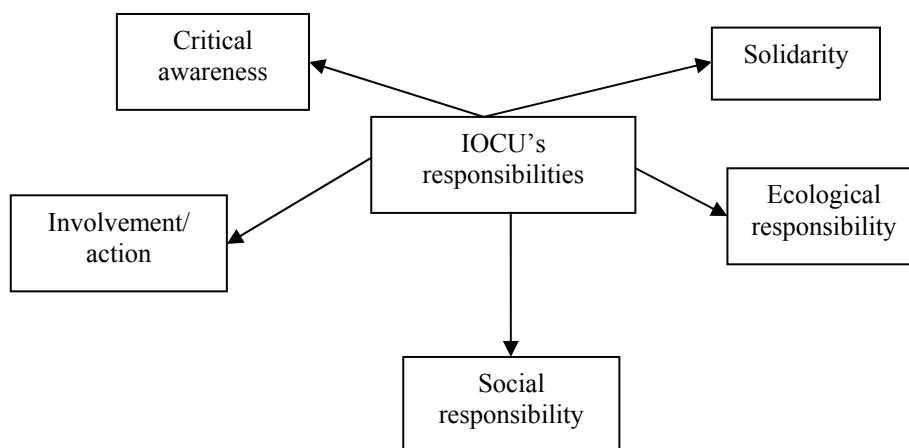 Critical
awareness
Solidarity
IOCU's
responsibilities
Involvement/
action
Ecological
responsibility
Social
responsibility